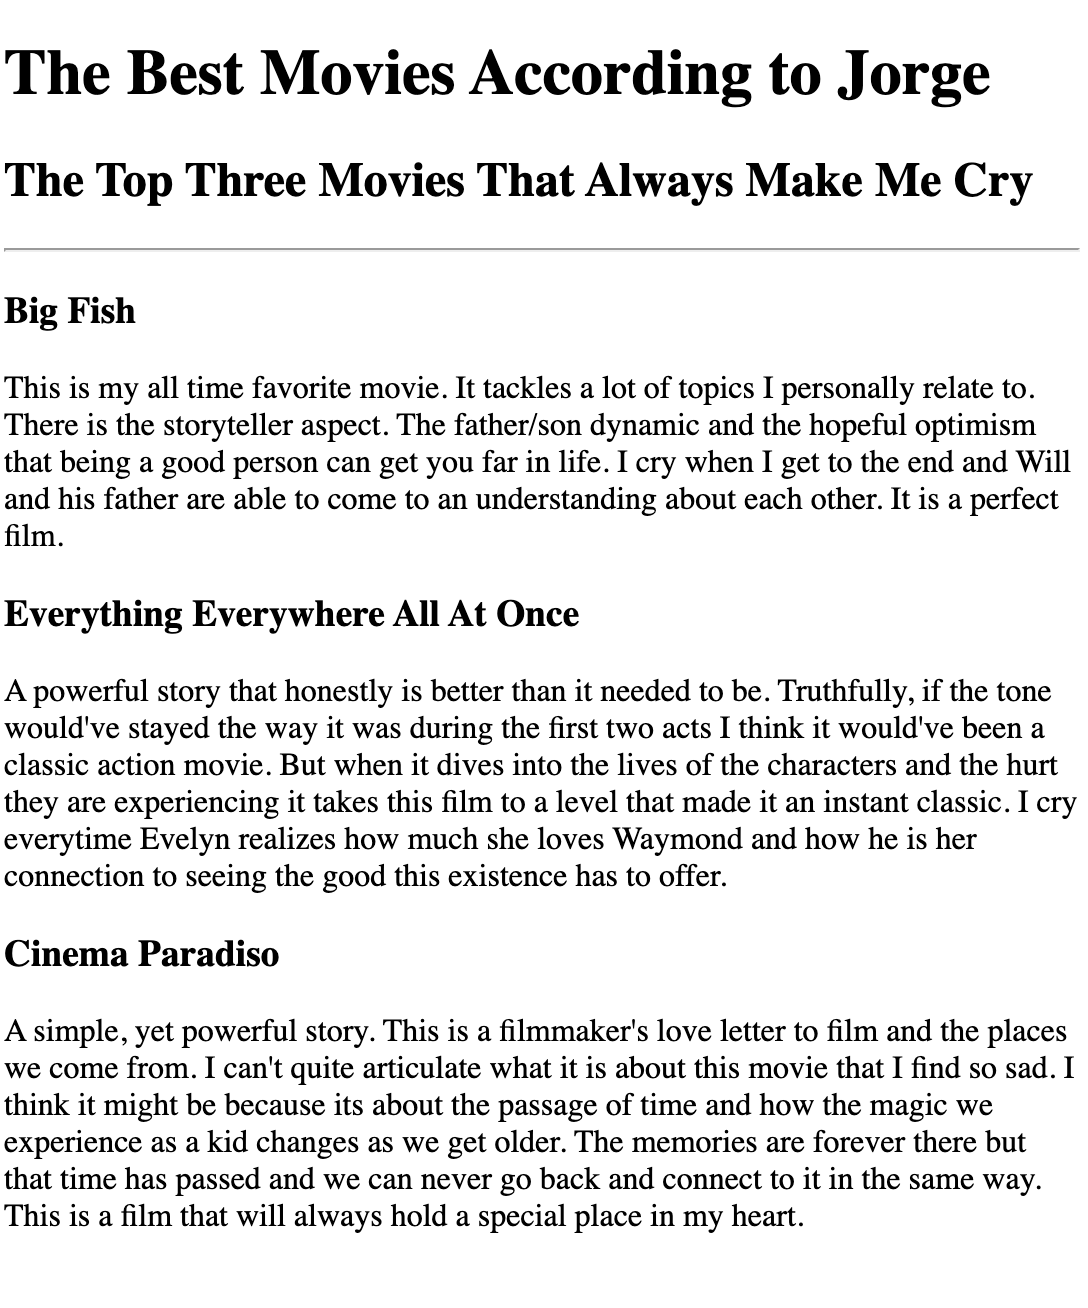 The Best Movies According to Jorge
The Top Three Movies That Always Make Me Cry
Big Fish
This is my all time favorite movie. It tackles a lot of topics I personally relate to.
There is the storyteller aspect. The father/son dynamic and the hopeful optimism
that being a good person can get you far in life. I cry when I get to the end and Will
and his father are able to come to an understanding about each other. It is a perfect
film.
Everything Everywhere All At Once
A powerful story that honestly is better than it needed to be. Truthfully, if the tone
would've stayed the way it was during the first two acts I think it would've been a
classic action movie. But when it dives into the lives of the characters and the hurt
they are experiencing it takes this film to a level that made it an instant classic. I cry
everytime Evelyn realizes how much she loves Waymond and how he is her
connection to seeing the good this existence has to offer.
Cinema Paradiso
A simple, yet powerful story. This is a filmmaker's love letter to film and the places
we come from. I can't quite articulate what it is about this movie that I find so sad. I
think it might be because its about the passage of time and how the magic we
experience as a kid changes as we get older. The memories are forever there but
that time has passed and we can never go back and connect to it in the same way.
This is a film that will always hold a special place in my heart.